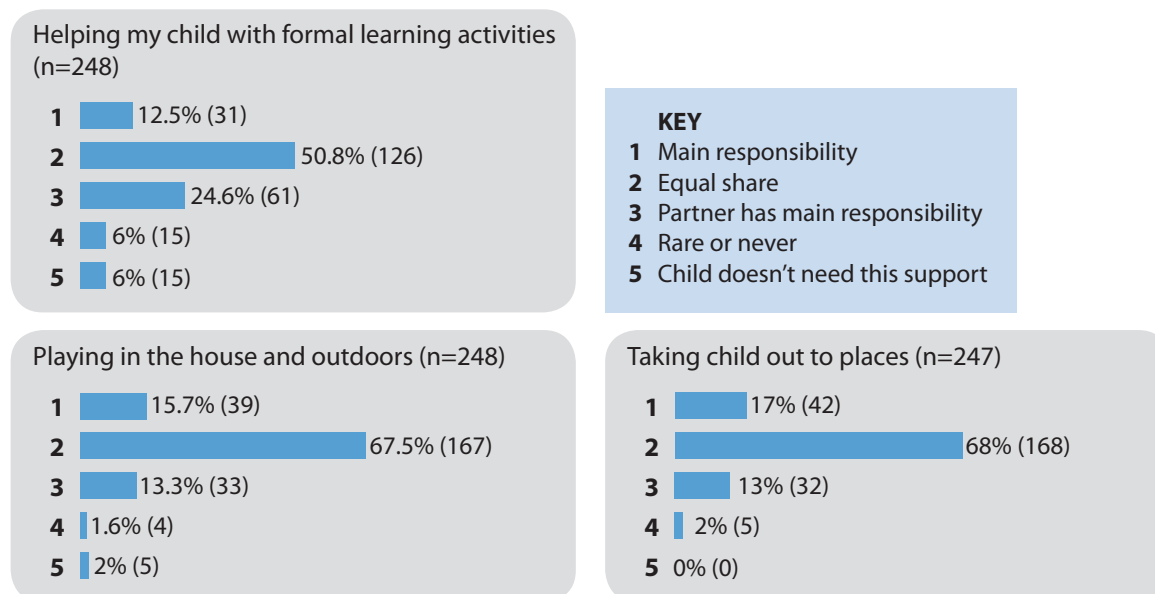 Helping my child with formal learning activities
(n=248)
1 12.5% (31)
2 50.8% (126)
3 24.6% (61)
4 6% (15)
5 6% (15)
KEY
1 Main responsibility
2 Equal share
3 Partner has main responsibility
4 Rare or never
5 Child doesn't need this support
Playing in the house and outdoors (n=248)
1 15.7% (39)
2 67.5% (167)
3 13.3% (33)
4 1.6% (4)
5 2% (5)
Taking child out to places (n=247)
1 17% (42)
2 68% (168)
3 13% (32)
4 2% (5)
5 0% (0)